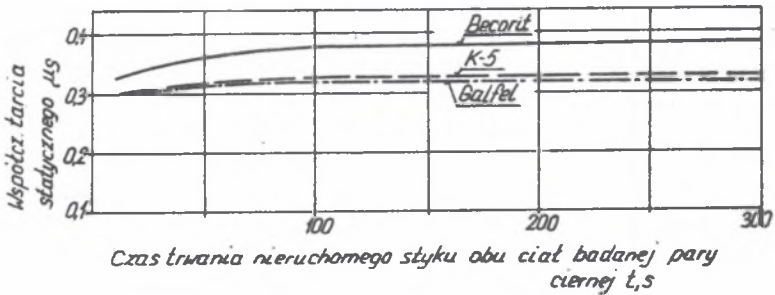 Współcz. tarcia
statycznego μs
0,4
0,3
0,2
0,1
Becorit
K-5
Galfel
100
200
300
Czas trwania nieruchomego styku obu ciał badanej pary
ciernej t,s